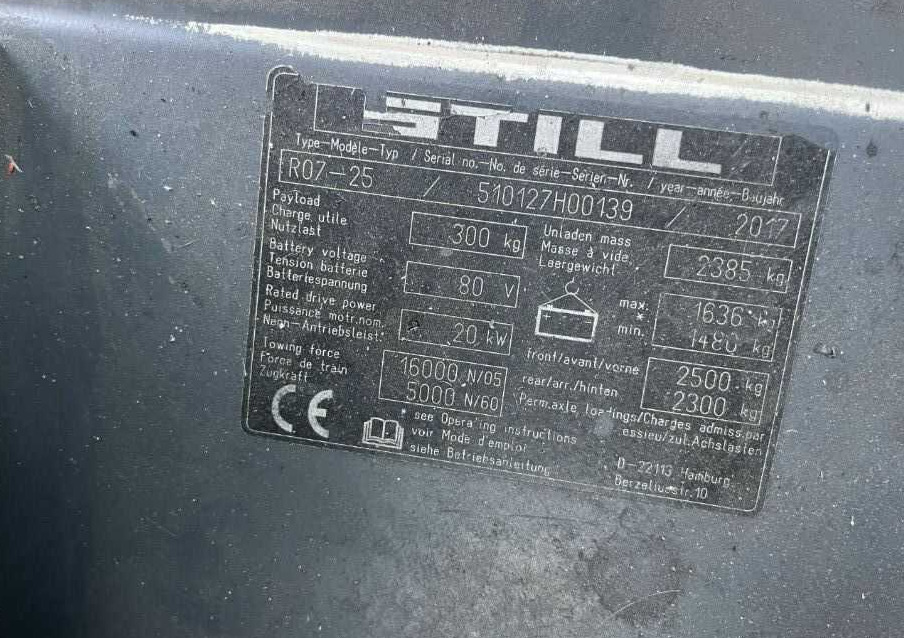 STILL
Type-Modèle-Typ / Serial no.-No. de série-Serien-Nr. / year-année-Baujahr
R07-25 / 510127H00139 / 2017
Payload
Charge utile
Nutzlast
300 kg
Unladen mass
Masse à vide
Leergewicht
2385 kg
Battery voltage
Tension batterie
Batteriespannung
80 V
max. 1636 kg
*
min. 1480 kg
Rated drive power
Puissance motr.nom.
Nenn-Antriebsleist.
20 kW
Towing force
Force de train
Zugkraft
16000 N/05
5000 N/60
front/avant/vorne 2500 kg
rear/arr./hinten 2300 kg
Perm.axle loadings/Charges admiss.par
essieu/zul.Achslasten
CE
see Operating instructions
voir Mode d'emploi
siehe Betriebsanleitung
D-22113 Hamburg
Berzeliusstr.10